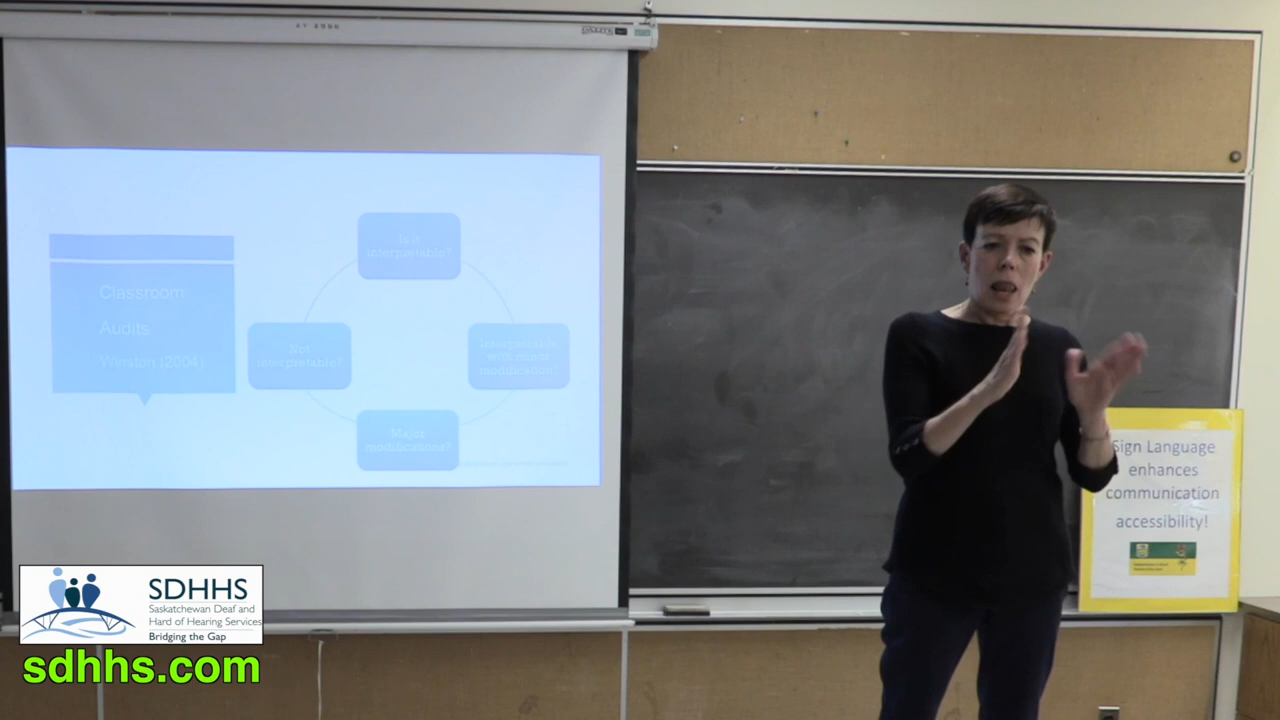 Classroom
Audits
Winston (2004)
Is it
interpretable?
Interpretable
with minor
modification?
Major
modifications?
Not
interpretable?
Sign Language
enhances
communication
accessibility!
SDHHS
Saskatchewan Deaf and
Hard of Hearing Services
Bridging the Gap
sdhhs.com